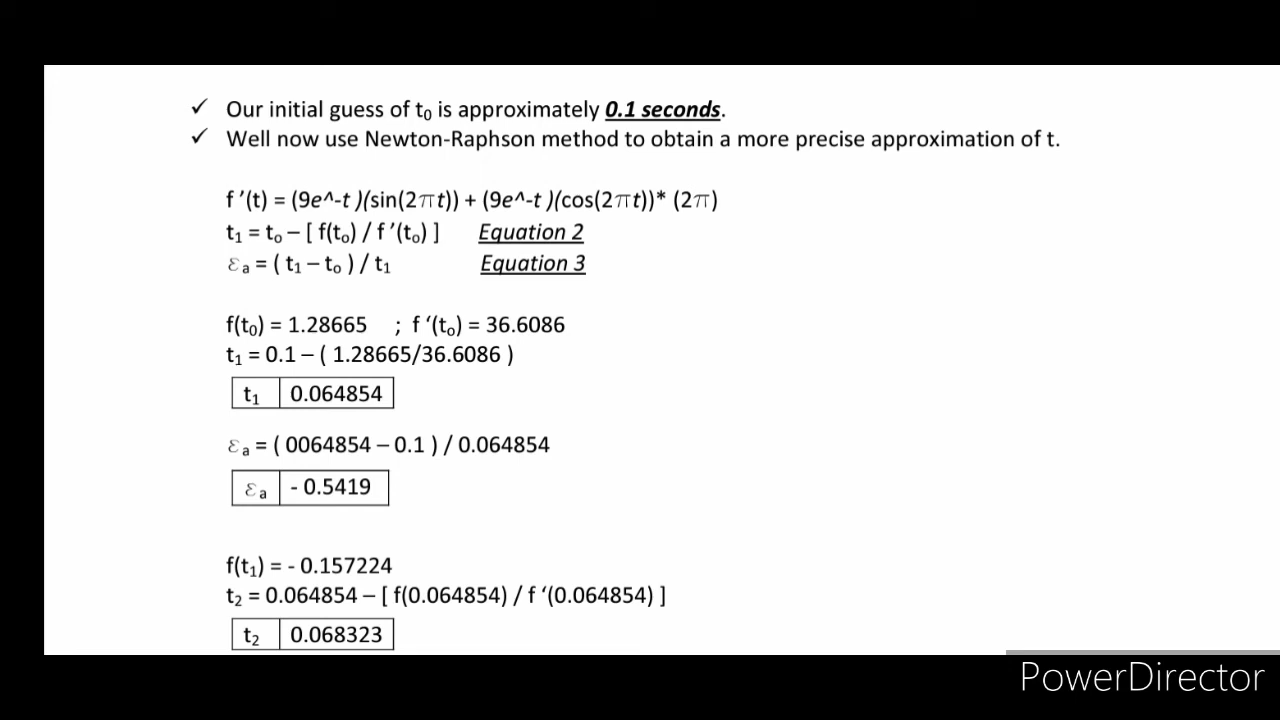 ✓ Our initial guess of t₀ is approximately 0.1 seconds.
✓ Well now use Newton-Raphson method to obtain a more precise approximation of t.
f ’(t) = (9e^-t )(sin(2πt)) + (9e^-t )(cos(2πt))* (2π)
t₁ = tₒ – [ f(tₒ) / f ’(tₒ) ] Equation 2
εₐ = ( t₁ – tₒ ) / t₁ Equation 3
f(t₀) = 1.28665 ; f ‘(tₒ) = 36.6086
t₁ = 0.1 – ( 1.28665/36.6086 )
t₁ 0.064854
εₐ = ( 0064854 – 0.1 ) / 0.064854
εₐ - 0.5419
f(t₁) = - 0.157224
t₂ = 0.064854 – [ f(0.064854) / f ‘(0.064854) ]
t₂ 0.068323
PowerDirector